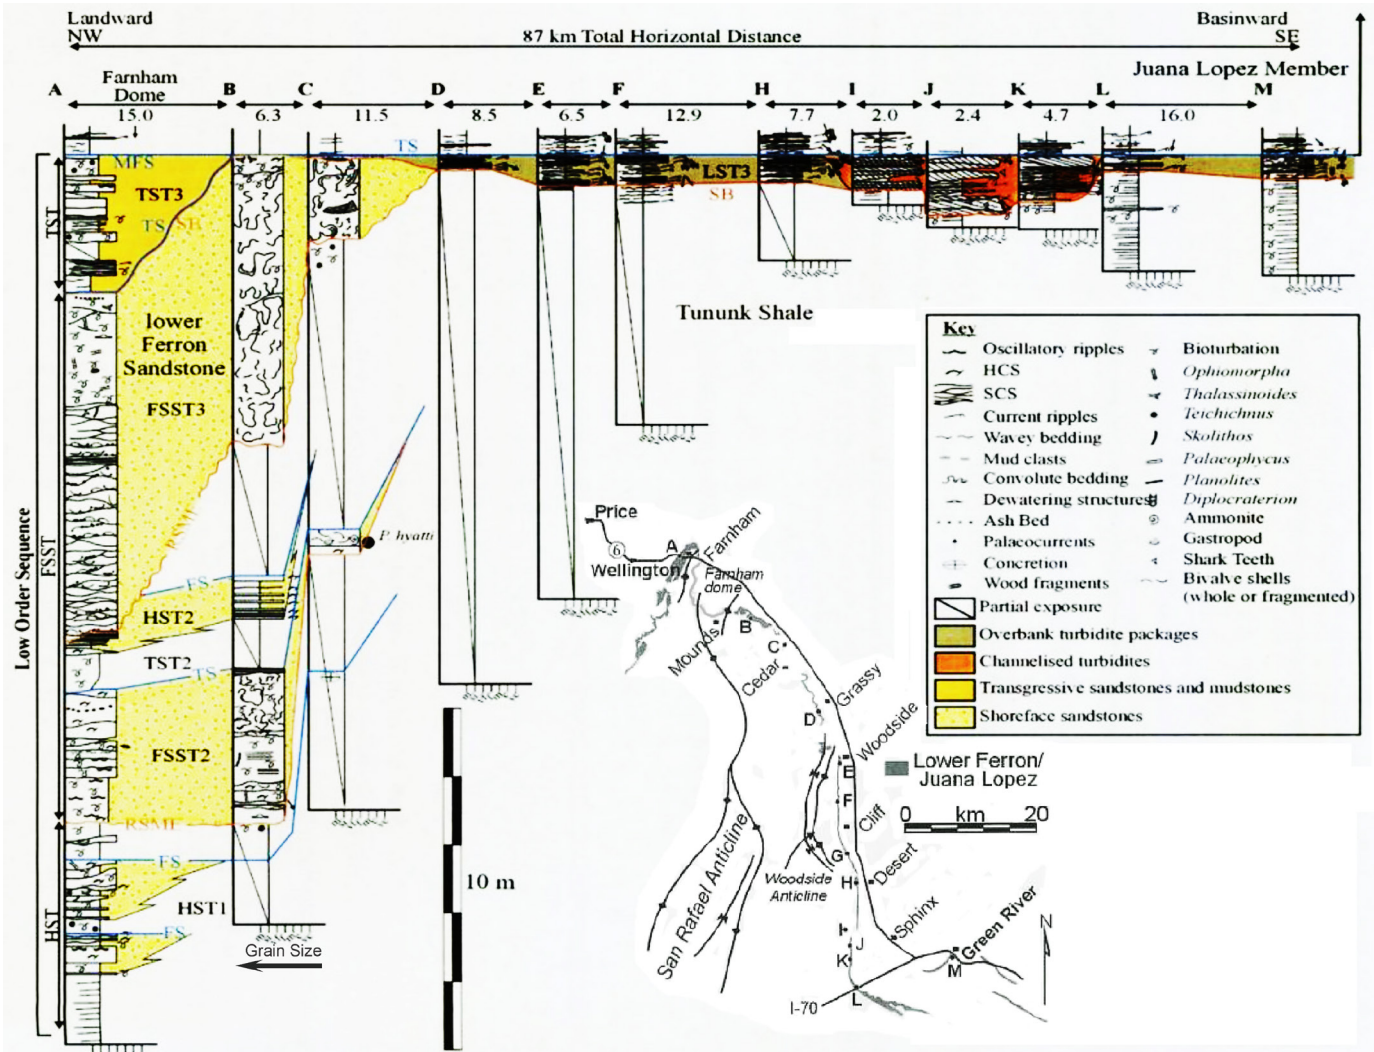 Landward
NW
Basinward
SE
87 km Total Horizontal Distance
Juana Lopez Member
A
Farnham
Dome
B
C
D
E
F
H
I
J
K
L
M
15.0
6.3
11.5
8.5
6.5
12.9
7.7
2.0
2.4
4.7
16.0
MFS
TS
TST3
TS
SB
LST3
SB
TST
lower
Ferron
Sandstone
FSST3
Tununk Shale
RSME
FS
HST2
TST2
TS
FSST2
RSME
FS
HST1
FS
Low Order Sequence
FSST
HST
P. hyatti
Grain Size
10 m
Key
Oscillatory ripples
HCS
SCS
Current ripples
Wavey bedding
Mud clasts
Convolute bedding
Dewatering structures
Ash Bed
Palaeocurrents
Concretion
Wood fragments
Partial exposure
Overbank turbidite packages
Channelised turbidites
Transgressive sandstones and mudstones
Shoreface sandstones
Bioturbation
Ophiomorpha
Thalassinoides
Teichichnus
Skolithos
Palaeophycus
Planolites
Diplocraterion
Ammonite
Gastropod
Shark Teeth
Bivalve shells
(whole or fragmented)
Price
6
Wellington
A
Farnham
Farnham
dome
Mounds
B
C
Cedar
Grassy
D
Woodside
E
F
Cliff
G
Woodside
Anticline
H
Desert
San Rafael Anticline
I
J
Sphinx
K
Green River
M
L
I-70
N
Lower Ferron/
Juana Lopez
0 km 20